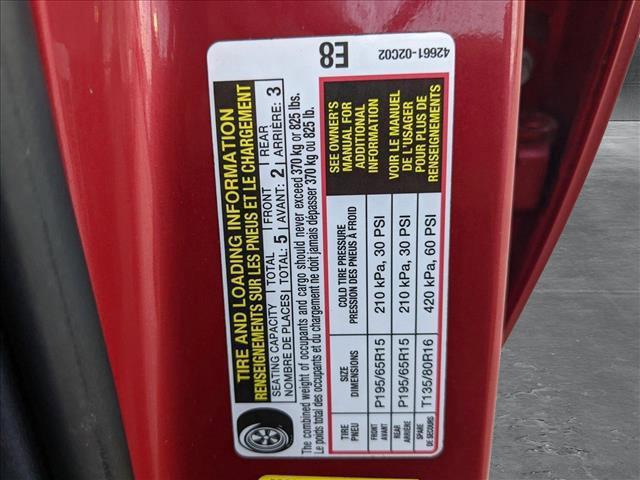 TIRE AND LOADING INFORMATION
RENSEIGNEMENTS SUR LES PNEUS ET LE CHARGEMENT
SEATING CAPACITY TOTAL 5 FRONT 2 REAR 3
NOMBRE DE PLACES TOTAL: AVANT: ARRIÈRE:
The combined weight of occupants and cargo should never exceed 370 kg or 825 lbs.
Le poids total des occupants et du chargement ne doit jamais dépasser 370 kg ou 825 lb.
TIRE SIZE COLD TIRE PRESSURE
PNEU DIMENSIONS PRESSION DES PNEUS À FROID
FRONT
AVANT P195/65R15 210 kPa, 30 PSI
REAR
ARRIÈRE P195/65R15 210 kPa, 30 PSI
SPARE
DE SECOURS T135/80R16 420 kPa, 60 PSI
SEE OWNER'S
MANUAL FOR
ADDITIONAL
INFORMATION
VOIR LE MANUEL
DE L'USAGER
POUR PLUS DE
RENSEIGNEMENTS
E8
42661-02C02